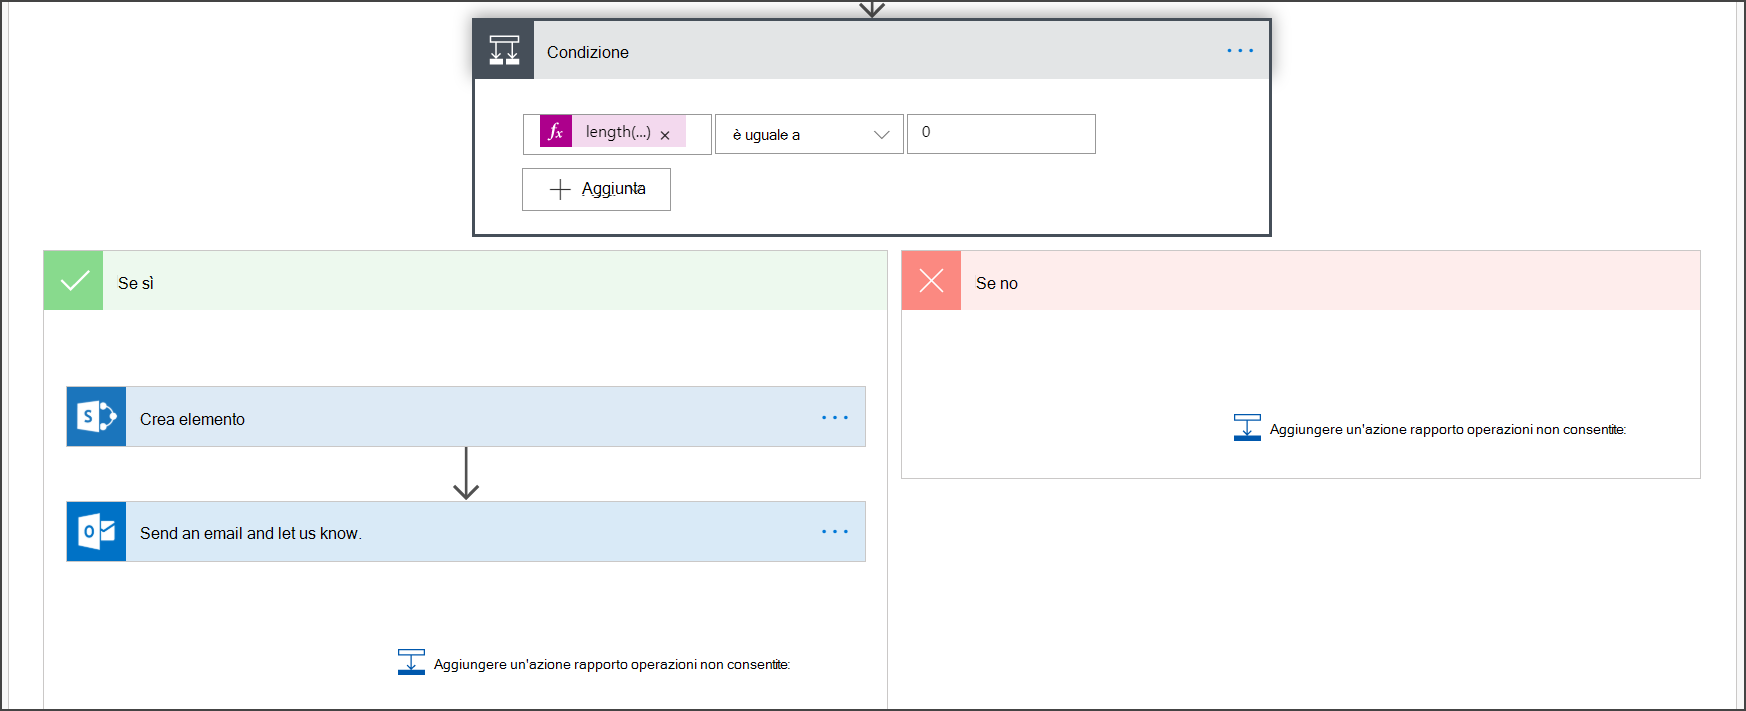 Condizione
fx length(...) ×
è uguale a
0
Aggiunta
Se sì
Se no
S
Crea elemento
Aggiungere un'azione rapporto operazioni non consentite:
O
Send an email and let us know.
Aggiungere un'azione rapporto operazioni non consentite: